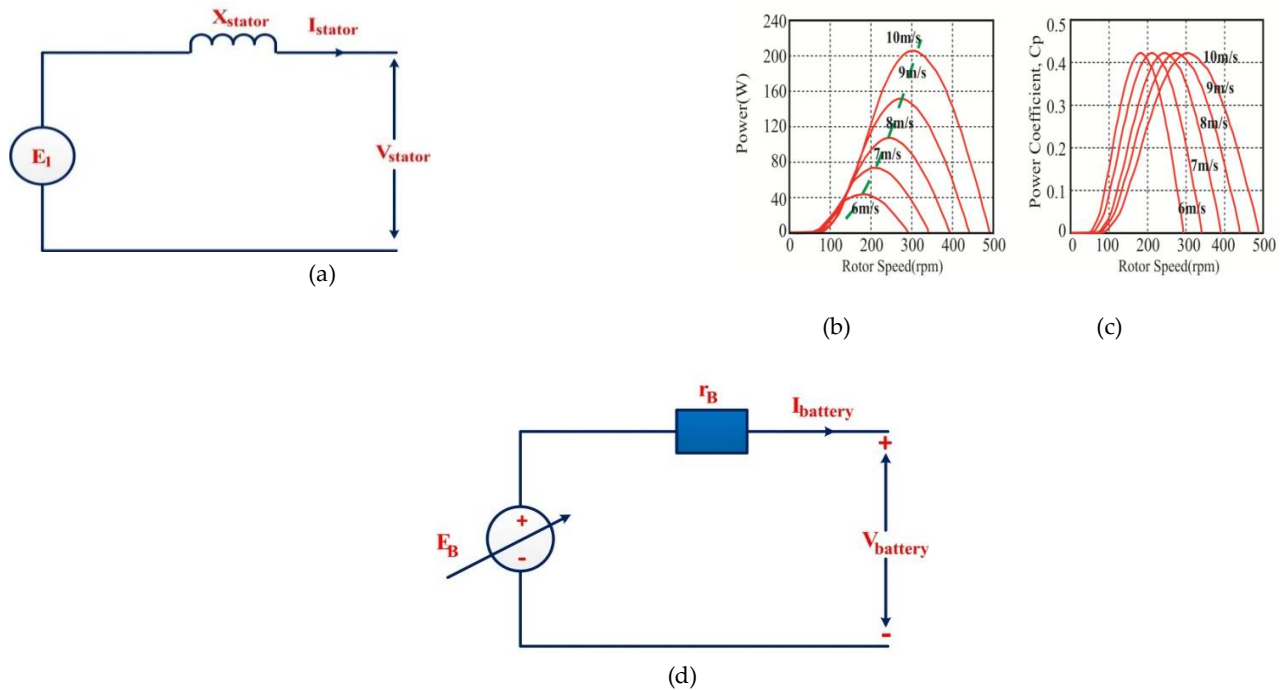 X_stator
I_stator
E_1
V_stator
(a)
Power(W)
240
200
160
120
80
40
0
10m/s
9m/s
8m/s
7m/s
6m/s
0 100 200 300 400 500
Rotor Speed(rpm)
(b)
Power Coefficient, Cp
0.5
0.4
0.3
0.2
0.1
0
10m/s
9m/s
8m/s
7m/s
6m/s
0 100 200 300 400 500
Rotor Speed(rpm)
(c)
r_B
I_battery
+
+
E_B
-
V_battery
-
(d)